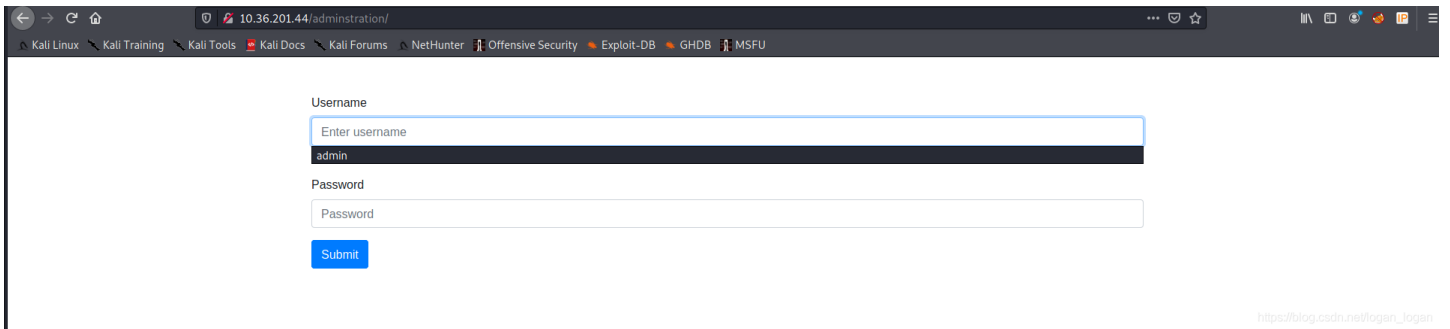 10.36.201.44/adminstration/
Kali Linux Kali Training Kali Tools Kali Docs Kali Forums NetHunter Offensive Security Exploit-DB GHDB MSFU
Username
Enter username
admin
Password
Password
Submit
https://blog.csdn.net/logan_logan